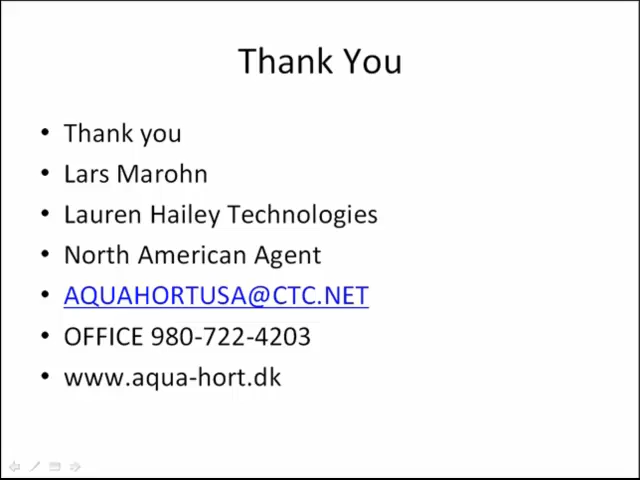 Thank You
• Thank you
• Lars Marohn
• Lauren Hailey Technologies
• North American Agent
• AQUAHORTUSA@CTC.NET
• OFFICE 980-722-4203
• www.aqua-hort.dk